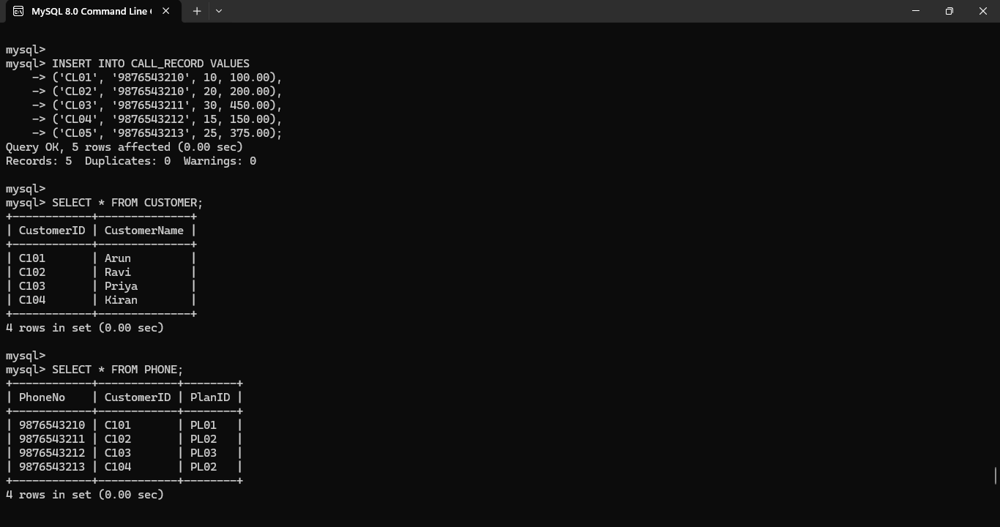 MySQL 8.0 Command Line
mysql>
mysql> INSERT INTO CALL_RECORD VALUES
    -> ('CL01', '9876543210', 10, 100.00),
    -> ('CL02', '9876543210', 20, 200.00),
    -> ('CL03', '9876543211', 30, 450.00),
    -> ('CL04', '9876543212', 15, 150.00),
    -> ('CL05', '9876543213', 25, 375.00);
Query OK, 5 rows affected (0.00 sec)
Records: 5  Duplicates: 0  Warnings: 0
mysql>
mysql> SELECT * FROM CUSTOMER;
+------------+--------------+
| CustomerID | CustomerName |
+------------+--------------+
| C101       | Arun         |
| C102       | Ravi         |
| C103       | Priya        |
| C104       | Kiran        |
+------------+--------------+
4 rows in set (0.00 sec)
mysql>
mysql> SELECT * FROM PHONE;
+------------+------------+--------+
| PhoneNo    | CustomerID | PlanID |
+------------+------------+--------+
| 9876543210 | C101       | PL01   |
| 9876543211 | C102       | PL02   |
| 9876543212 | C103       | PL03   |
| 9876543213 | C104       | PL02   |
+------------+------------+--------+
4 rows in set (0.00 sec)